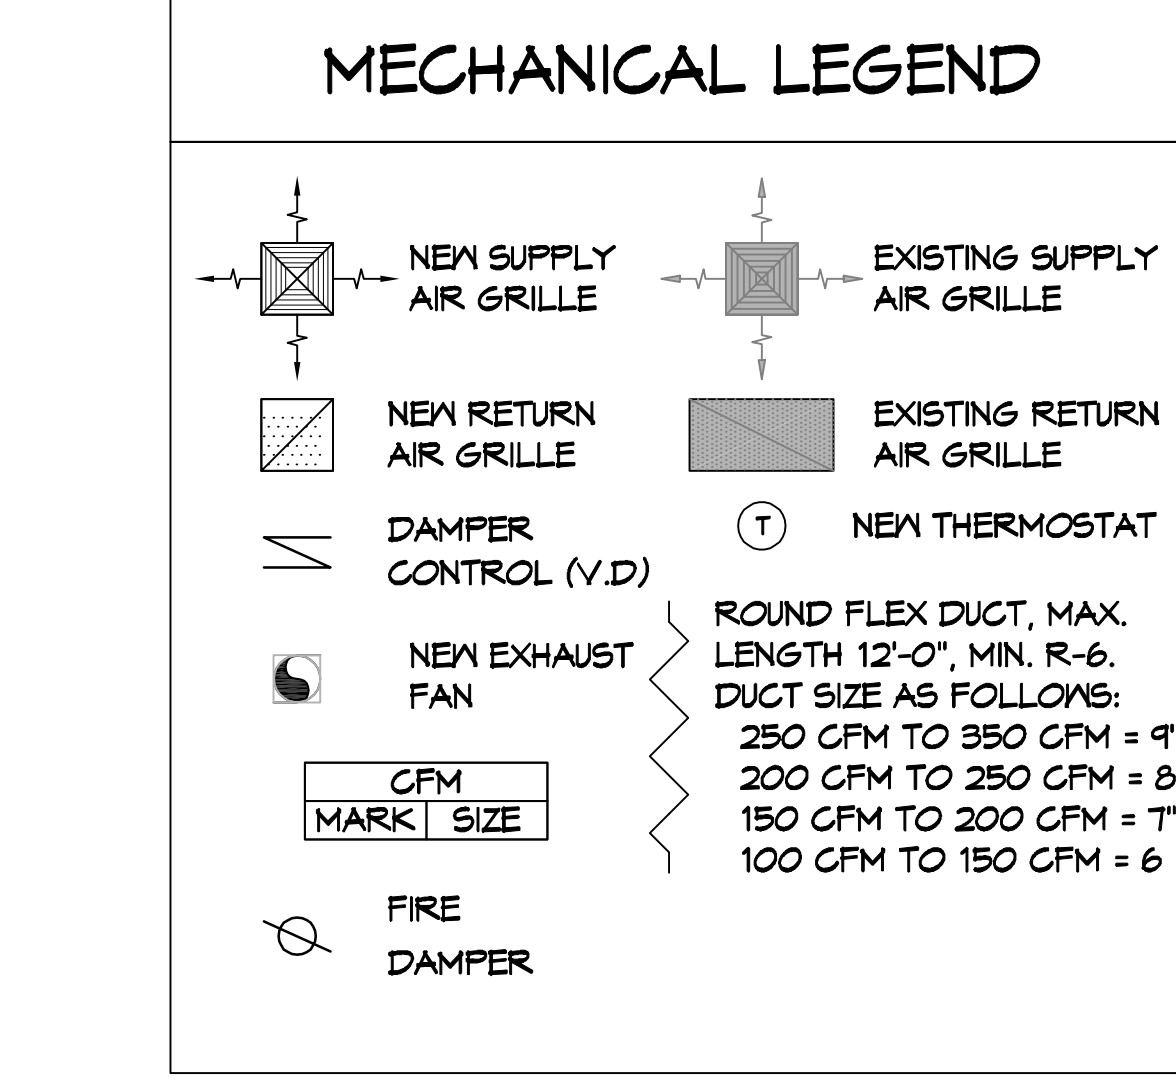 MECHANICAL LEGEND
NEW SUPPLY
AIR GRILLE
EXISTING SUPPLY
AIR GRILLE
NEW RETURN
AIR GRILLE
EXISTING RETURN
AIR GRILLE
DAMPER
CONTROL (V.D)
T
NEW THERMOSTAT
NEW EXHAUST
FAN
CFM
MARK SIZE
FIRE
DAMPER
ROUND FLEX DUCT, MAX.
LENGTH 12'-0", MIN. R-6.
DUCT SIZE AS FOLLOWS:
250 CFM TO 350 CFM = 9'
200 CFM TO 250 CFM = 8
150 CFM TO 200 CFM = 7"
100 CFM TO 150 CFM = 6